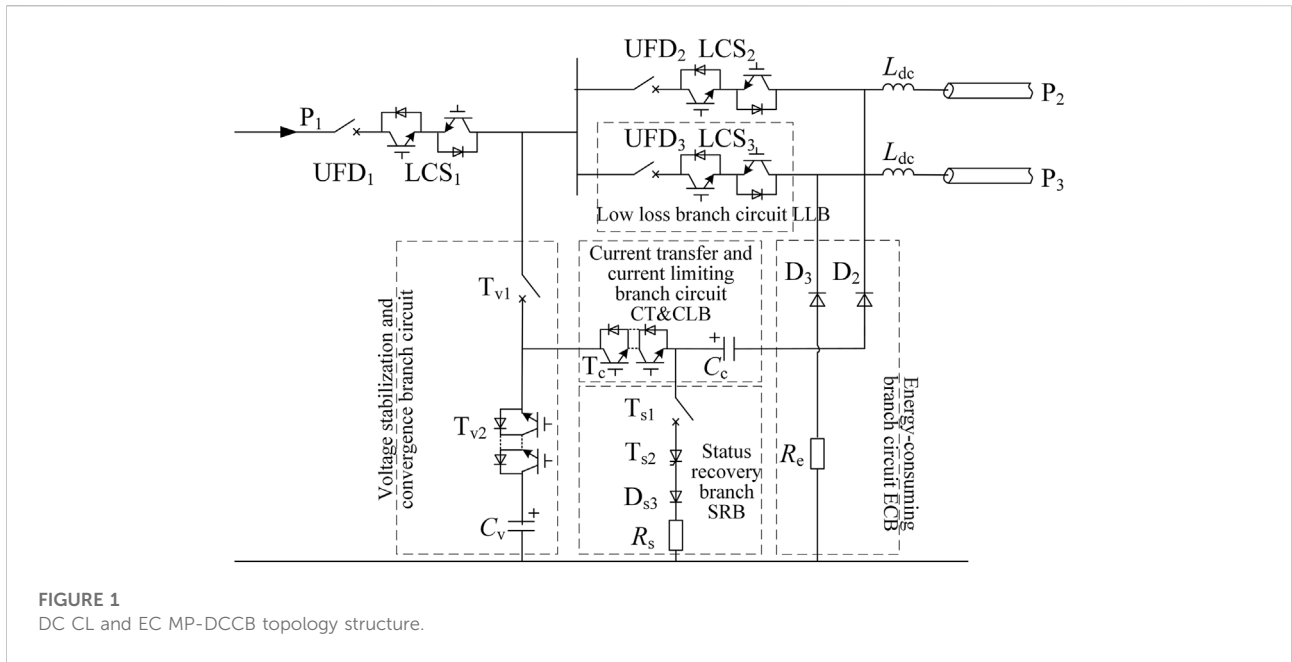 UFD2 LCS2
Ldc
P2
P1
UFD1 LCS1
UFD3 LCS3
Ldc
P3
Low loss branch circuit LLB
Voltage stabilization and
convergence branch circuit
Tv1
Tv2
Cv
+
Current transfer and
current limiting
branch circuit
CT&CLB
Tc
+
Cc
Ts1
Ts2
Ds3
Rs
Status
recovery
branch
SRB
D3 D2
Re
Energy-consuming
branch circuit ECB
FIGURE 1
DC CL and EC MP-DCCB topology structure.